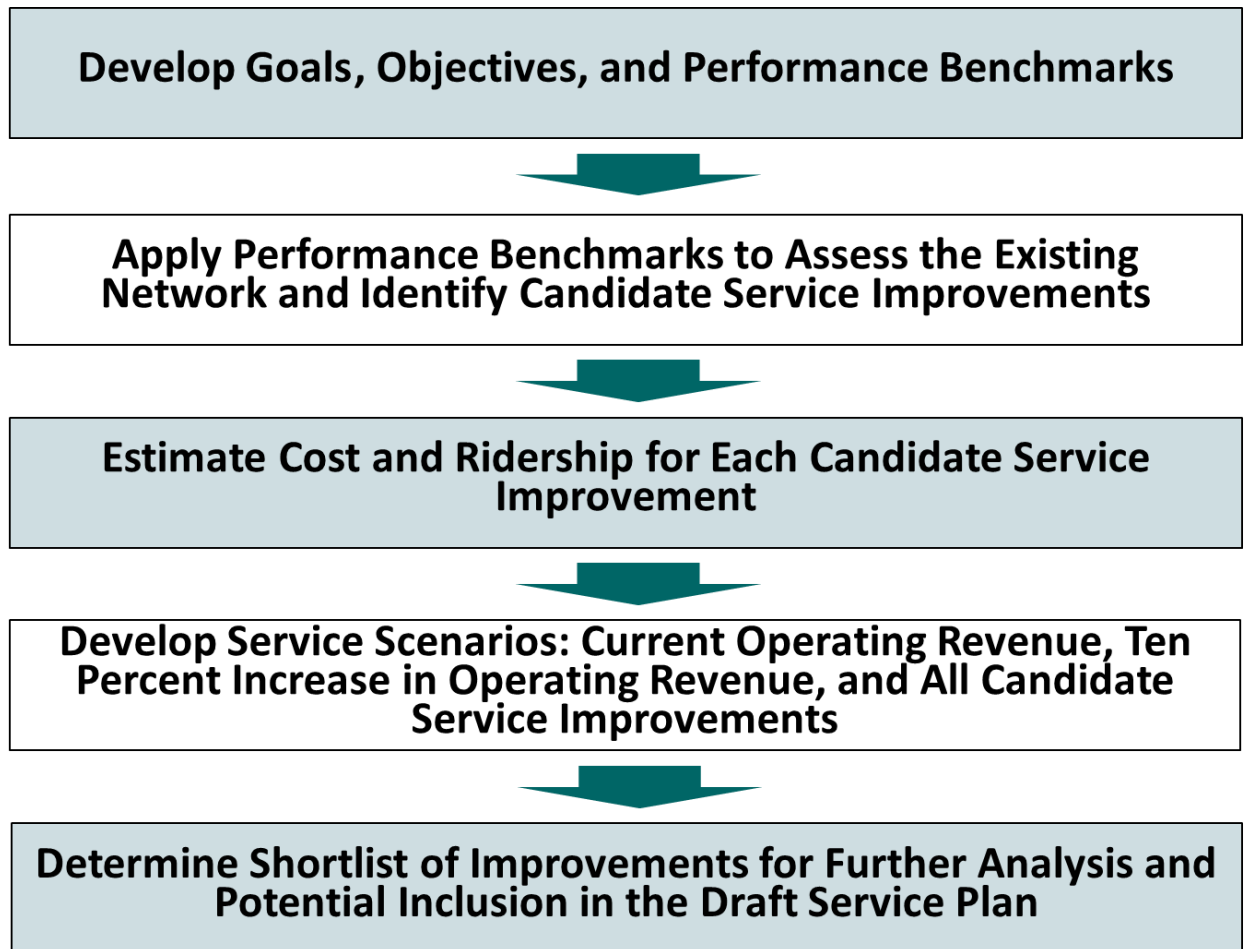 Develop Goals, Objectives, and Performance Benchmarks
Apply Performance Benchmarks to Assess the Existing
Network and Identify Candidate Service Improvements
Estimate Cost and Ridership for Each Candidate Service
Improvement
Develop Service Scenarios: Current Operating Revenue, Ten
Percent Increase in Operating Revenue, and All Candidate
Service Improvements
Determine Shortlist of Improvements for Further Analysis and
Potential Inclusion in the Draft Service Plan